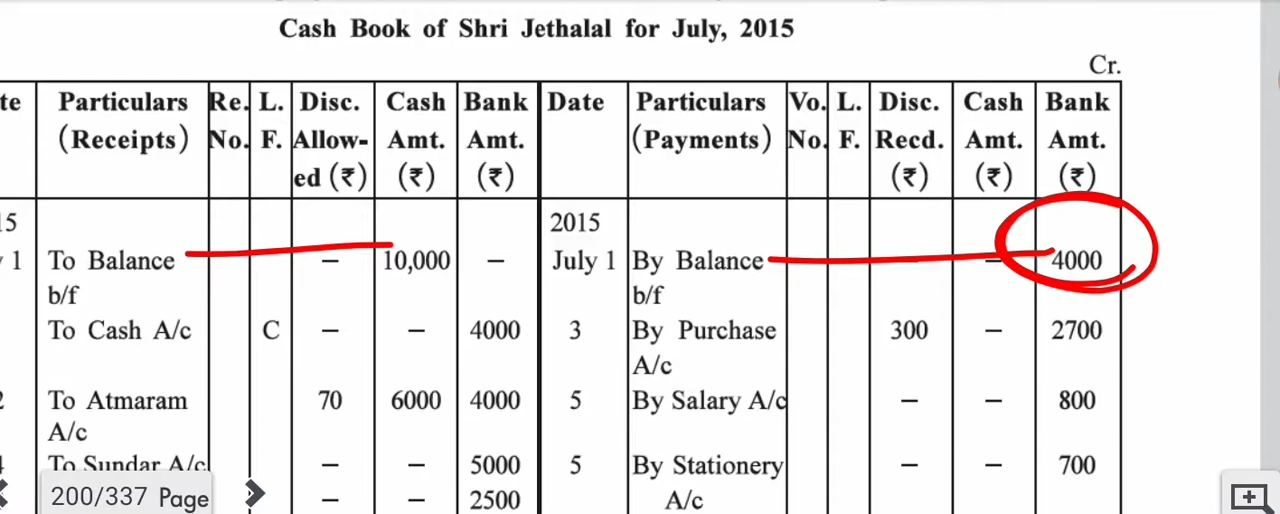 Cash Book of Shri Jethalal for July, 2015
Cr.
te Particulars Re. L. Disc. Cash Bank Date Particulars Vo. L. Disc. Cash Bank
(Receipts) No. F. Allow- Amt. Amt. (Payments) No. F. Recd. Amt. Amt.
ed (₹) (₹) (₹) (₹) (₹) (₹)
15 2015
1 To Balance – 10,000 – July 1 By Balance – 4000
b/f b/f
To Cash A/c C – – 4000 3 By Purchase 300 – 2700
A/c
2 To Atmaram 70 6000 4000 5 By Salary A/c – – 800
A/c
4 To Sundar A/c – – 5000 5 By Stationery – – 700
– – 2500 A/c
200/337 Page